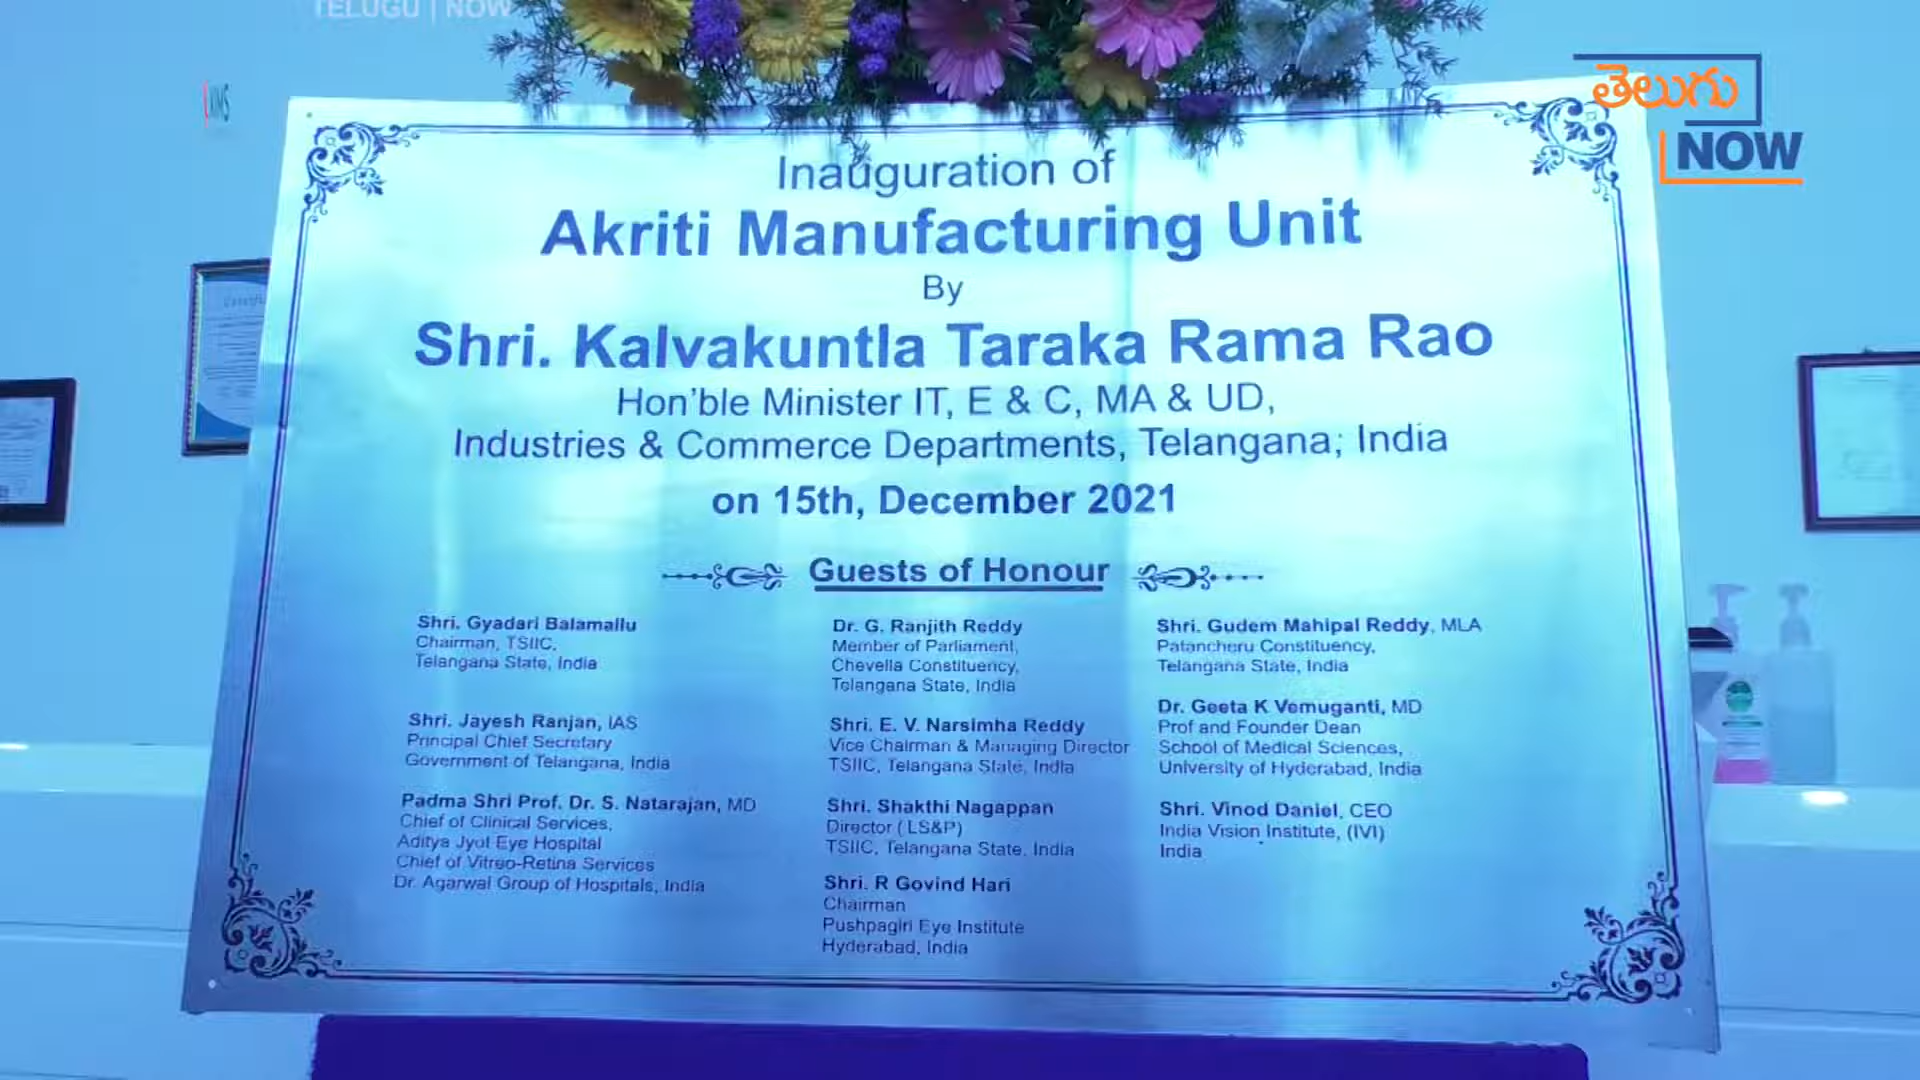 TELUGU | NOW
తెలుగు
NOW
Inauguration of
Akriti Manufacturing Unit
By
Shri. Kalvakuntla Taraka Rama Rao
Hon'ble Minister IT, E & C, MA & UD,
Industries & Commerce Departments, Telangana, India
on 15th, December 2021
Guests of Honour
Shri. Gyadari Balamallu
Chairman, TSIIC,
Telangana State, India
Shri. Jayesh Ranjan, IAS
Principal Chief Secretary
Government of Telangana, India
Padma Shri Prof. Dr. S. Natarajan, MD
Chief of Clinical Services,
Aditya Jyot Eye Hospital
Chief of Vitreo-Retina Services
Dr. Agarwal Group of Hospitals, India
Dr. G. Ranjith Reddy
Member of Parliament,
Chevella Constituency,
Telangana State, India
Shri. E. V. Narsimha Reddy
Vice Chairman & Managing Director
TSIIC, Telangana State, India
Shri. Shakthi Nagappan
Director ( LS&P)
TSIIC, Telangana State, India
Shri. R Govind Hari
Chairman
Pushpagiri Eye Institute
Hyderabad, India
Shri. Gudem Mahipal Reddy, MLA
Patancheru Constituency,
Telangana State, India
Dr. Geeta K Vemuganti, MD
Prof and Founder Dean
School of Medical Sciences,
University of Hyderabad, India
Shri. Vinod Daniel, CEO
India Vision Institute, (IVI)
India